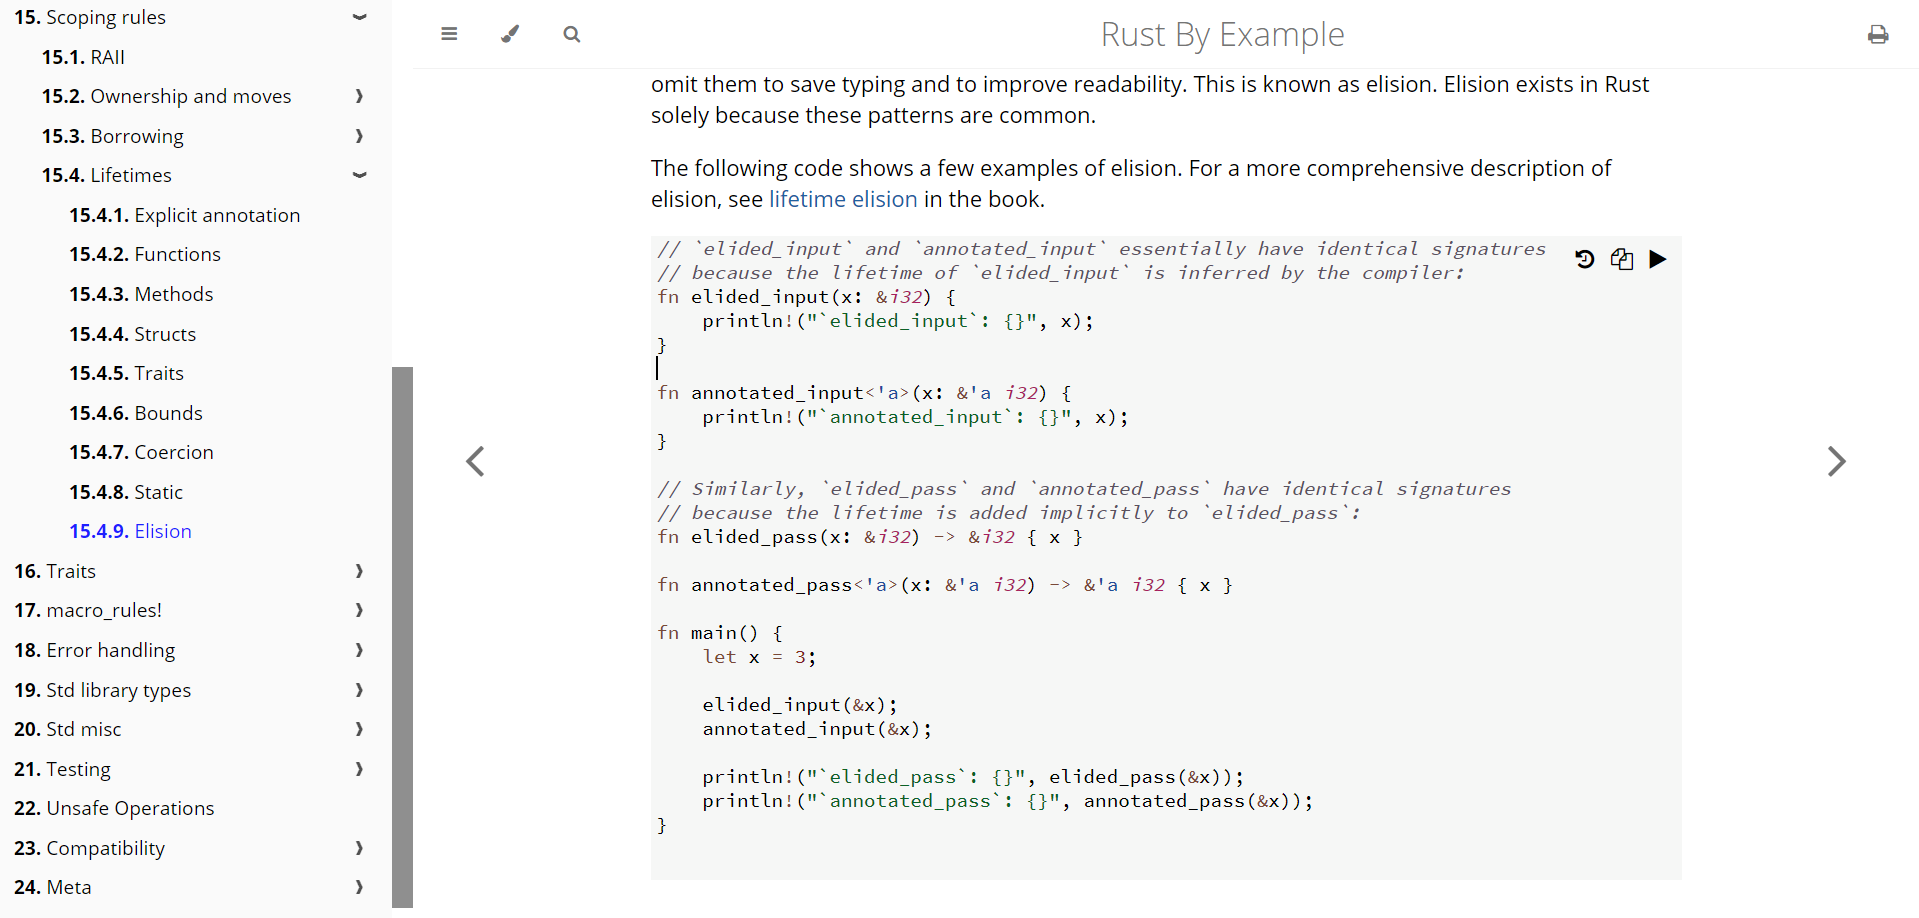 15. Scoping rules
15.1. RAII
15.2. Ownership and moves
15.3. Borrowing
15.4. Lifetimes
15.4.1. Explicit annotation
15.4.2. Functions
15.4.3. Methods
15.4.4. Structs
15.4.5. Traits
15.4.6. Bounds
15.4.7. Coercion
15.4.8. Static
15.4.9. Elision
16. Traits
17. macro_rules!
18. Error handling
19. Std library types
20. Std misc
21. Testing
22. Unsafe Operations
23. Compatibility
24. Meta
Rust By Example
omit them to save typing and to improve readability. This is known as elision. Elision exists in Rust
solely because these patterns are common.
The following code shows a few examples of elision. For a more comprehensive description of
elision, see lifetime elision in the book.
// `elided_input` and `annotated_input` essentially have identical signatures
// because the lifetime of `elided_input` is inferred by the compiler:
fn elided_input(x: &i32) {
    println!("`elided_input`: {}", x);
}
fn annotated_input<'a>(x: &'a i32) {
    println!("`annotated_input`: {}", x);
}
// Similarly, `elided_pass` and `annotated_pass` have identical signatures
// because the lifetime is added implicitly to `elided_pass`:
fn elided_pass(x: &i32) -> &i32 { x }
fn annotated_pass<'a>(x: &'a i32) -> &'a i32 { x }
fn main() {
    let x = 3;
    elided_input(&x);
    annotated_input(&x);
    println!("`elided_pass`: {}", elided_pass(&x));
    println!("`annotated_pass`: {}", annotated_pass(&x));
}